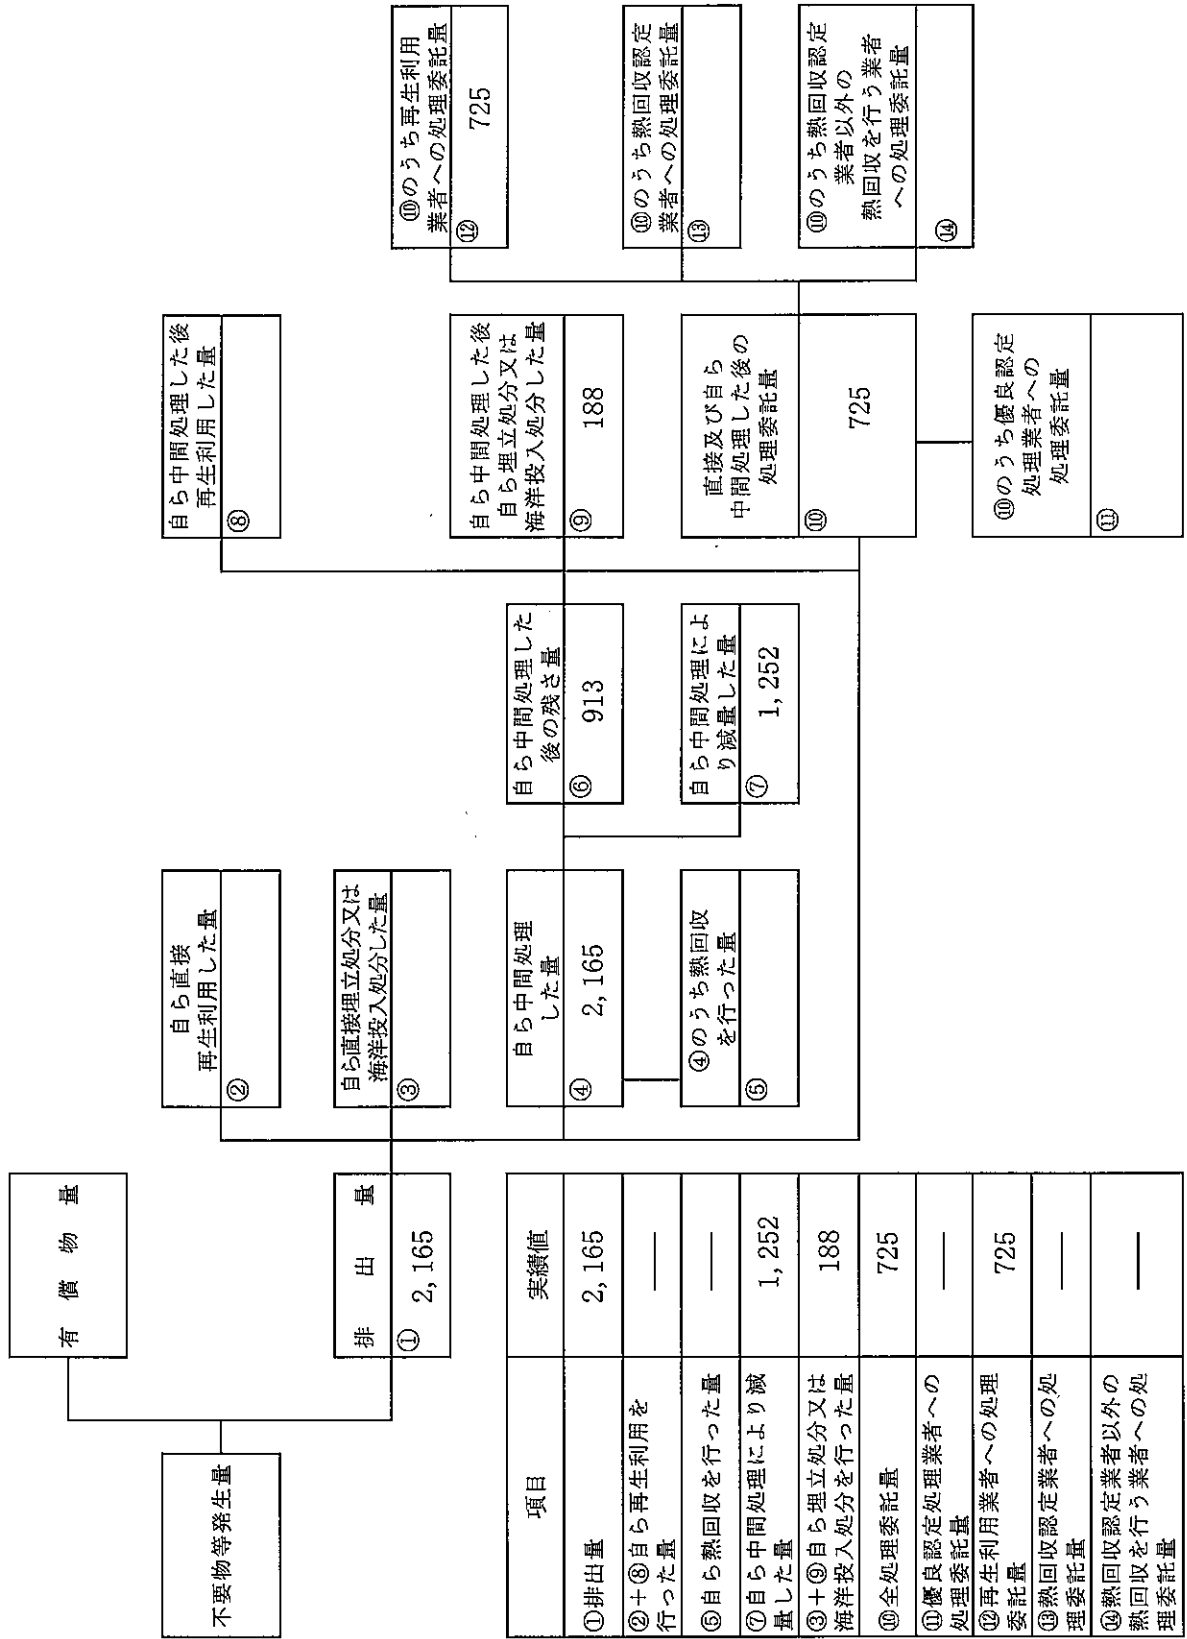 不要物等発生量
有償物量
排出量
① 2,165
自ら直接
再生利用した量
②
自ら直接埋立処分又は
海洋投入処分した量
③
自ら中間処理
した量
④ 2,165
④のうち熱回収
を行った量
⑤
自ら中間処理した
後の残さ量
⑥ 913
自ら中間処理によ
り減量した量
⑦ 1,252
自ら中間処理した後
再生利用した量
⑧
自ら中間処理した後
自ら埋立処分又は
海洋投入処分した量
⑨ 188
直接及び自ら
中間処理した後の
処理委託量
⑩ 725
⑩のうち優良認定
処理業者への
処理委託量
⑪
⑩のうち再生利用
業者への処理委託量
⑫ 725
⑩のうち熱回収認定
業者への処理委託量
⑬
⑩のうち熱回収認定
業者以外の
熱回収を行う業者
への処理委託量
⑭
項目 実績値
①排出量 2,165
②+⑧自ら再生利用を
行った量 ―
⑤自ら熱回収を行った量 ―
⑦自ら中間処理により減
量した量 1,252
③+⑨自ら埋立処分又は
海洋投入処分を行った量 188
⑩全処理委託量 725
⑪優良認定処理業者への
処理委託量 ―
⑫再生利用業者への処理
委託量 725
⑬熱回収認定業者への処
理委託量 ―
⑭熱回収認定業者以外の
熱回収を行う業者への処
理委託量 ―